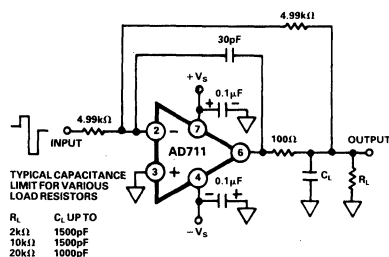 4.99kΩ
30pF
+VS
4.99kΩ
0.1µF
+ −
INPUT
2 −
7
AD711
6
100Ω
OUTPUT
3 +
4
0.1µF
− +
CL
RL
−VS
TYPICAL CAPACITANCE
LIMIT FOR VARIOUS
LOAD RESISTORS
RL CL UP TO
2kΩ 1500pF
10kΩ 1500pF
20kΩ 1000pF